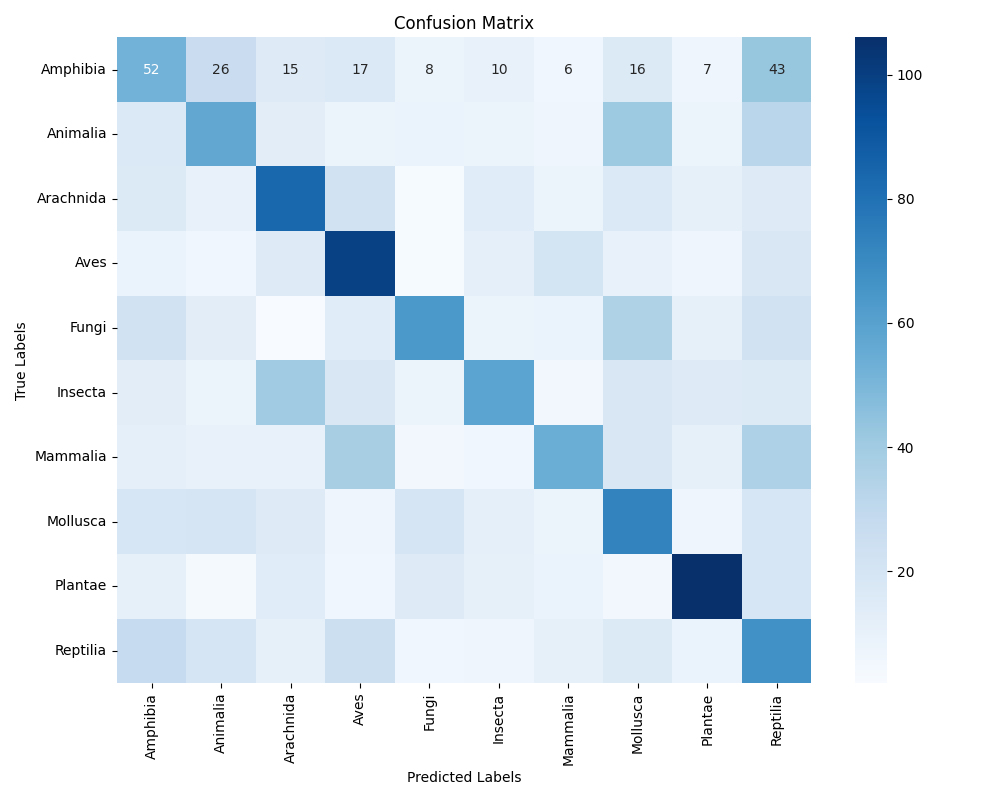 Confusion Matrix
Amphibia 52 26 15 17 8 10 6 16 7 43
Animalia
Arachnida
Aves
Fungi
Insecta
Mammalia
Mollusca
Plantae
Reptilia
True Labels
Amphibia Animalia Arachnida Aves Fungi Insecta Mammalia Mollusca Plantae Reptilia
Predicted Labels
100
80
60
40
20